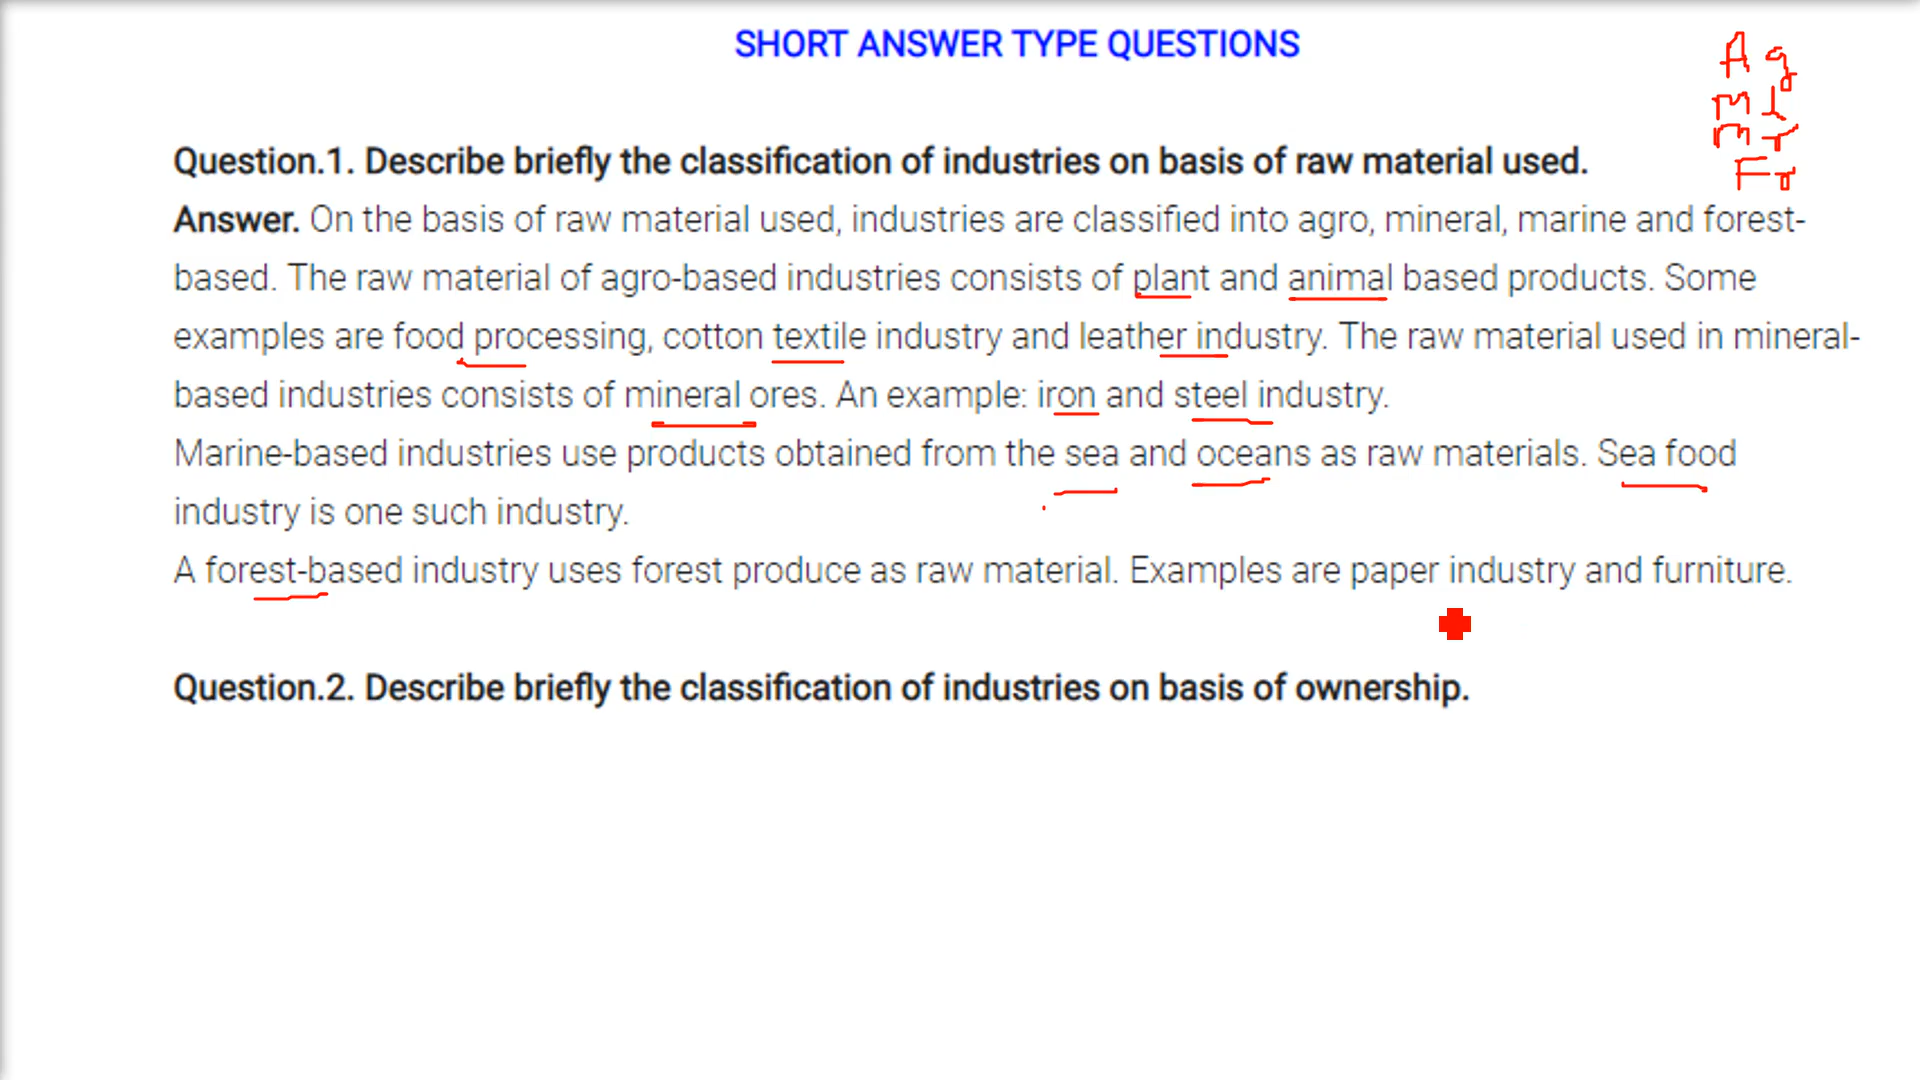 SHORT ANSWER TYPE QUESTIONS
A g
M I
M r
Fr
Question.1. Describe briefly the classification of industries on basis of raw material used.
Answer. On the basis of raw material used, industries are classified into agro, mineral, marine and forest-
based. The raw material of agro-based industries consists of plant and animal based products. Some
examples are food processing, cotton textile industry and leather industry. The raw material used in mineral-
based industries consists of mineral ores. An example: iron and steel industry.
Marine-based industries use products obtained from the sea and oceans as raw materials. Sea food
industry is one such industry.
A forest-based industry uses forest produce as raw material. Examples are paper industry and furniture.
Question.2. Describe briefly the classification of industries on basis of ownership.